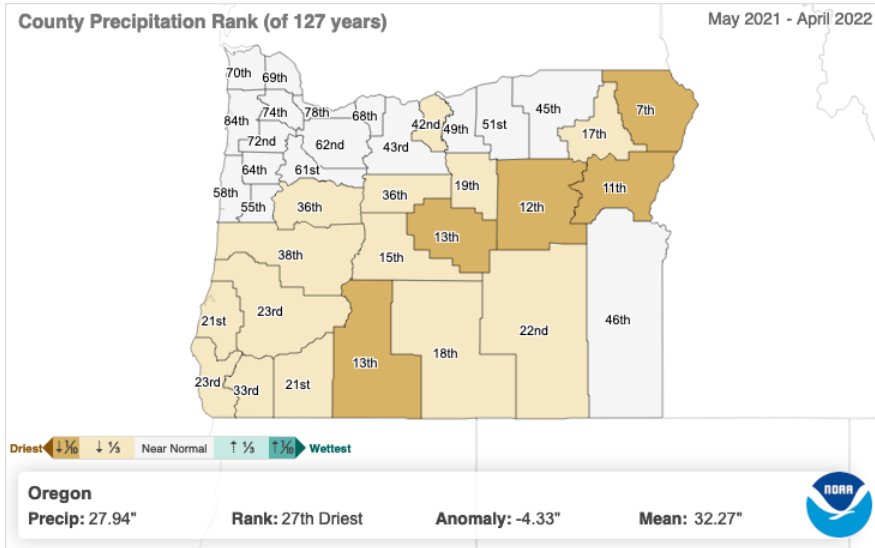 County Precipitation Rank (of 127 years)
May 2021 - April 2022
70th
69th
7th
84th
74th
78th
68th
42nd
49th
51st
45th
17th
72nd
62nd
43rd
64th
61st
58th
55th
36th
36th
19th
12th
11th
38th
15th
13th
21st
23rd
13th
18th
22nd
46th
23rd
33rd
21st
Driest ↓⅒ ↓ ⅓ Near Normal ↑ ⅓ ↑⅒ Wettest
Oregon
Precip: 27.94" Rank: 27th Driest Anomaly: -4.33" Mean: 32.27"
NOAA